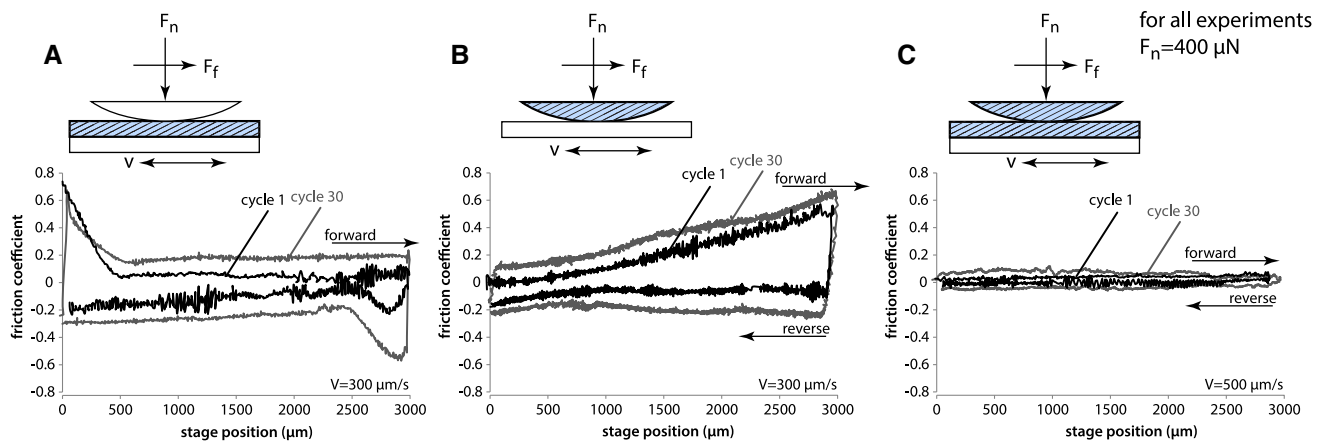 for all experiments
Fn=400 μN
A
Fn
Ff
v
0.8
0.6
0.4
0.2
0
-0.2
-0.4
-0.6
-0.8
friction coefficient
cycle 1 cycle 30
forward
V=300 μm/s
0 500 1000 1500 2000 2500 3000
stage position (μm)
B
Fn
Ff
v
0.8
0.6
0.4
0.2
0
-0.2
-0.4
-0.6
-0.8
friction coefficient
cycle 1
cycle 30
forward
reverse
V=300 μm/s
0 500 1000 1500 2000 2500 3000
stage position (μm)
C
Fn
Ff
v
0.8
0.6
0.4
0.2
0
-0.2
-0.4
-0.6
-0.8
friction coefficient
cycle 1
cycle 30
forward
reverse
V=500 μm/s
0 500 1000 1500 2000 2500 3000
stage position (μm)